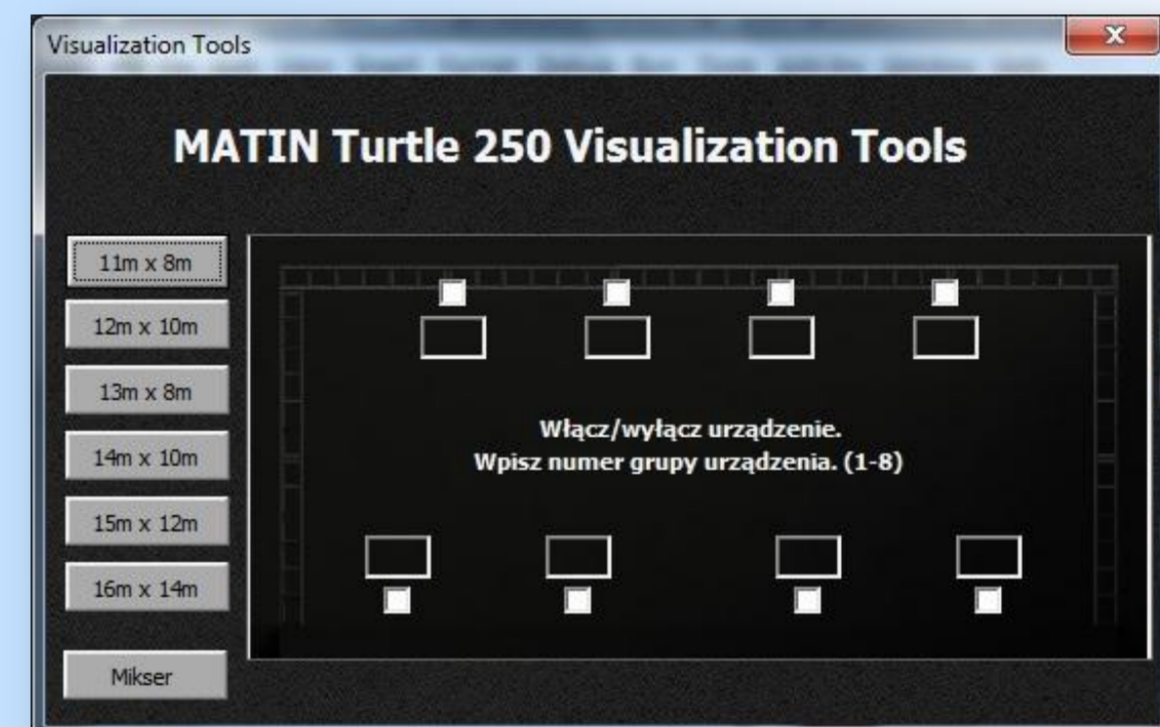 Visualization Tools
MATIN Turtle 250 Visualization Tools
11m x 8m
12m x 10m
13m x 8m
14m x 10m
15m x 12m
16m x 14m
Mikser
Włącz/wyłącz urządzenie.
Wpisz numer grupy urządzenia. (1-8)